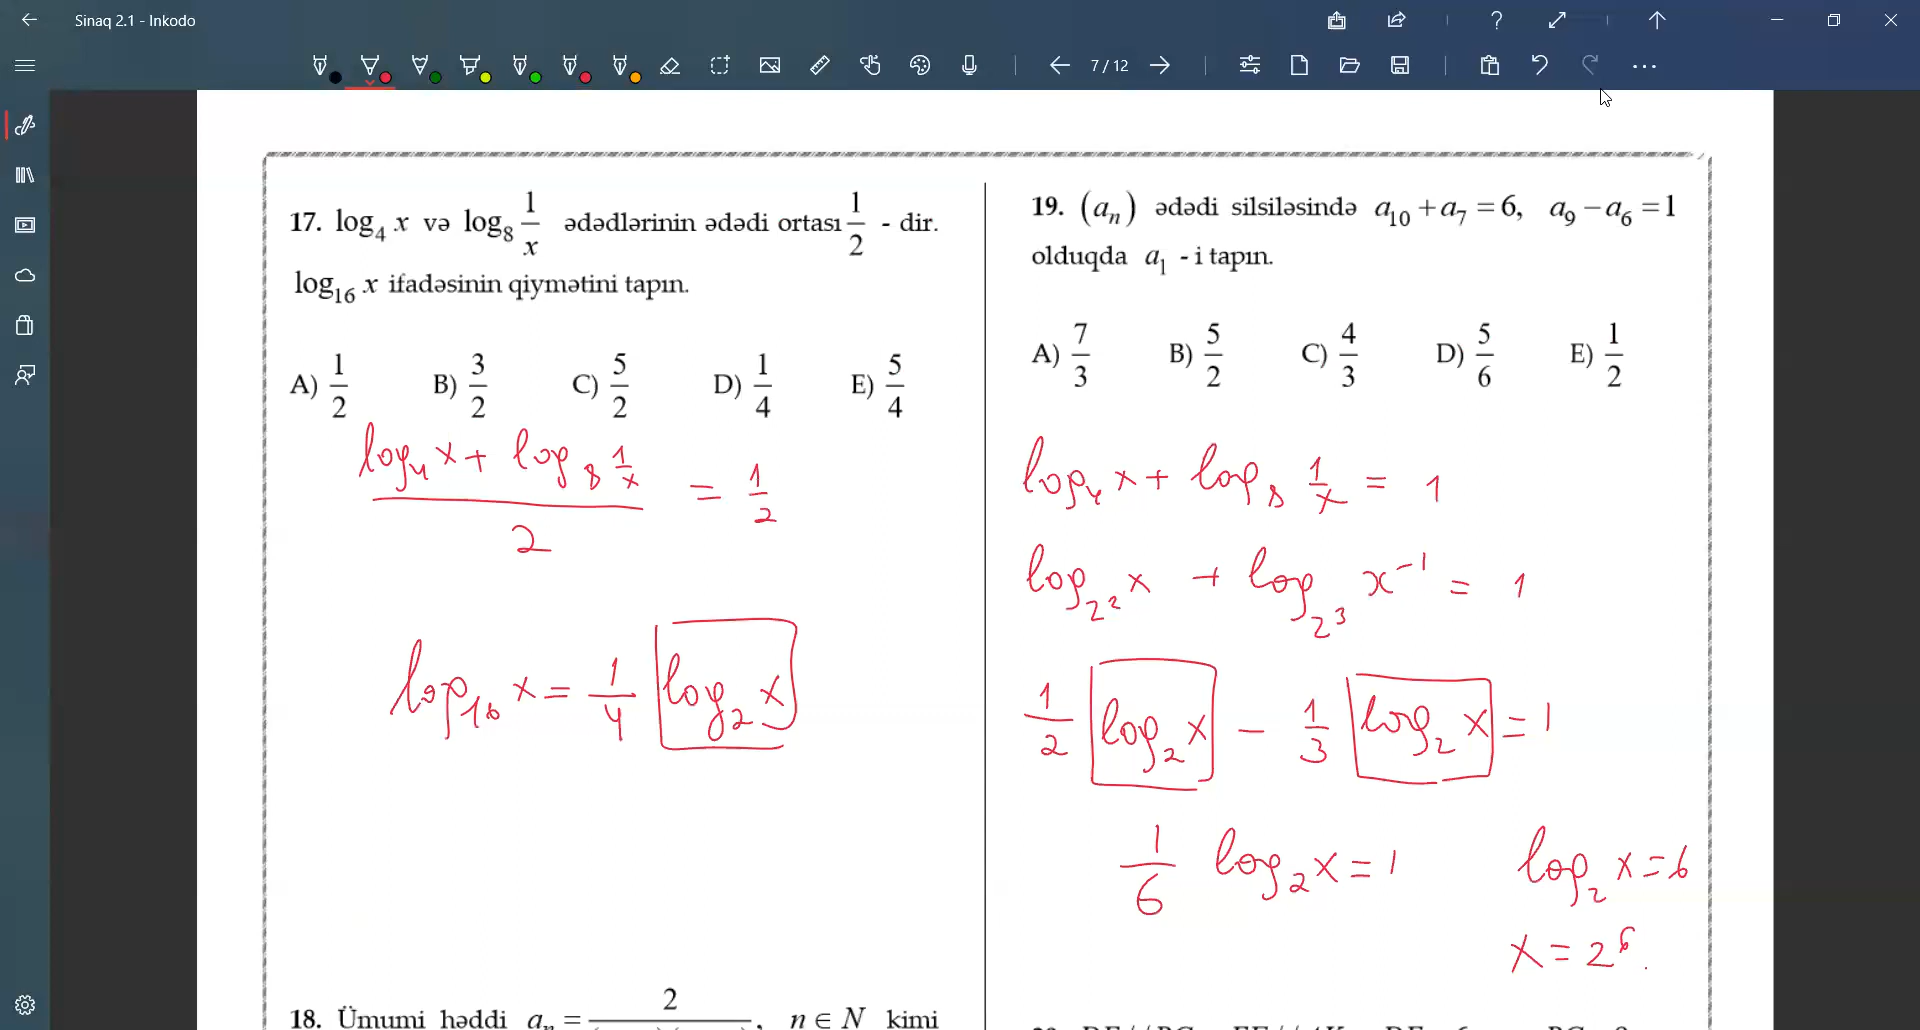 Sinaq 2.1 - Inkodo
7 / 12
17. log₄ x və log₈ 1/x ədədlərinin ədədi ortası 1/2 - dir.
log₁₆ x ifadəsinin qiymətini tapın.
A) 1/2 B) 3/2 C) 5/2 D) 1/4 E) 5/4
(log₄ x + log₈ 1/x)/2 = 1/2
log₁₆ x = 1/4 log₂ x
18. Ümumi həddi aₙ = 2 , n ∈ N kimi
19. (aₙ) ədədi silsiləsində a₁₀ + a₇ = 6, a₉ − a₆ = 1
olduqda a₁ - i tapın.
A) 7/3 B) 5/2 C) 4/3 D) 5/6 E) 1/2
log₄ x + log₈ 1/x = 1
log_{2²} x + log_{2³} x⁻¹ = 1
1/2 log₂ x − 1/3 log₂ x = 1
1/6 log₂ x = 1 log₂ x = 6
x = 2⁶.